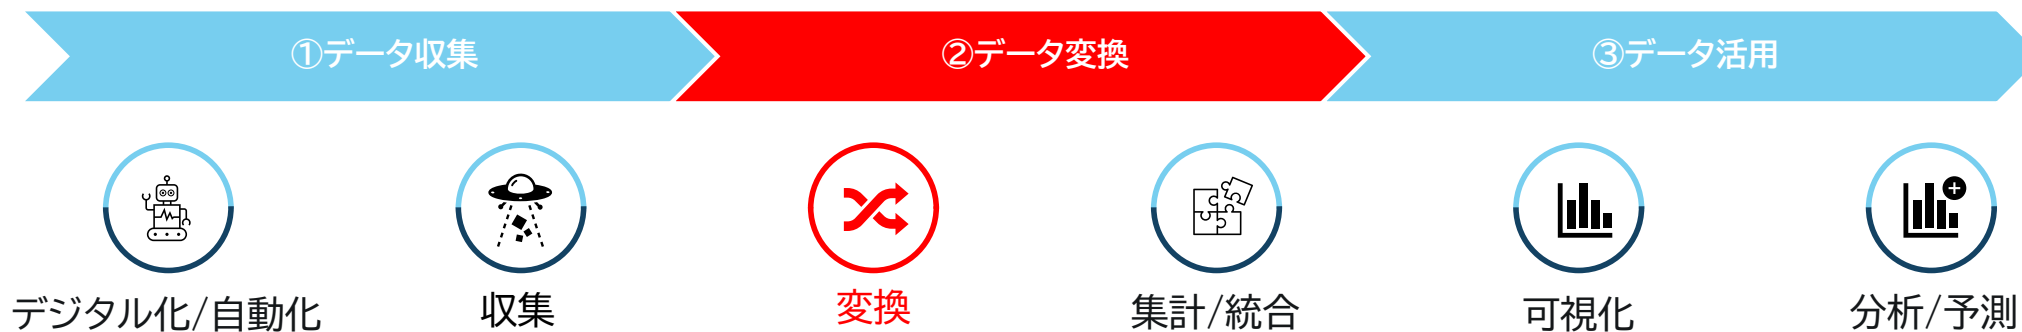 ①データ収集
②データ変換
③データ活用
デジタル化/自動化
収集
変換
集計/統合
可視化
分析/予測